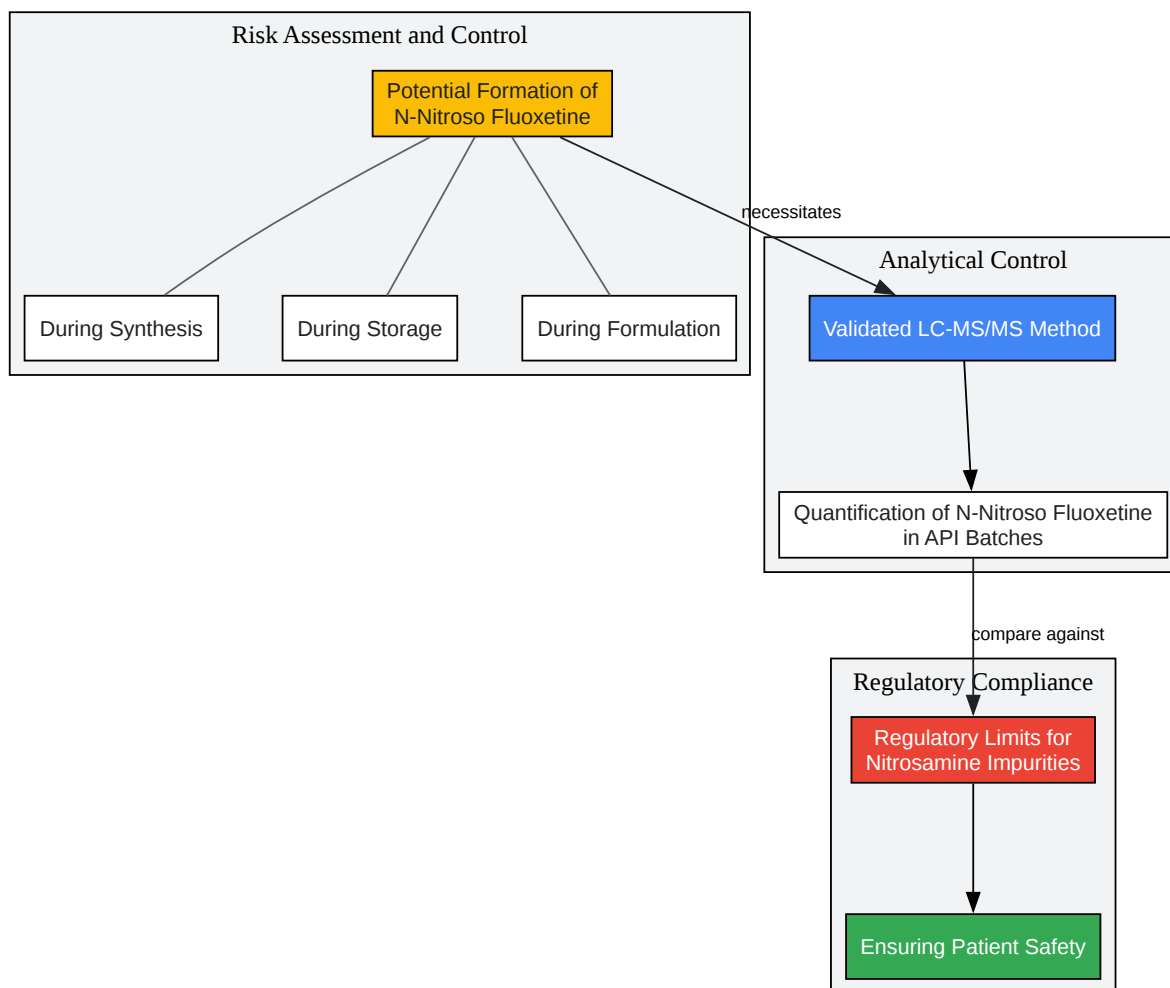 Risk Assessment and Control
Potential Formation of
N-Nitroso Fluoxetine
necessitates
During Synthesis
During Storage
During Formulation
Analytical Control
Validated LC-MS/MS Method
Quantification of N-Nitroso Fluoxetine
in API Batches
compare against
Regulatory Compliance
Regulatory Limits for
Nitrosamine Impurities
Ensuring Patient Safety